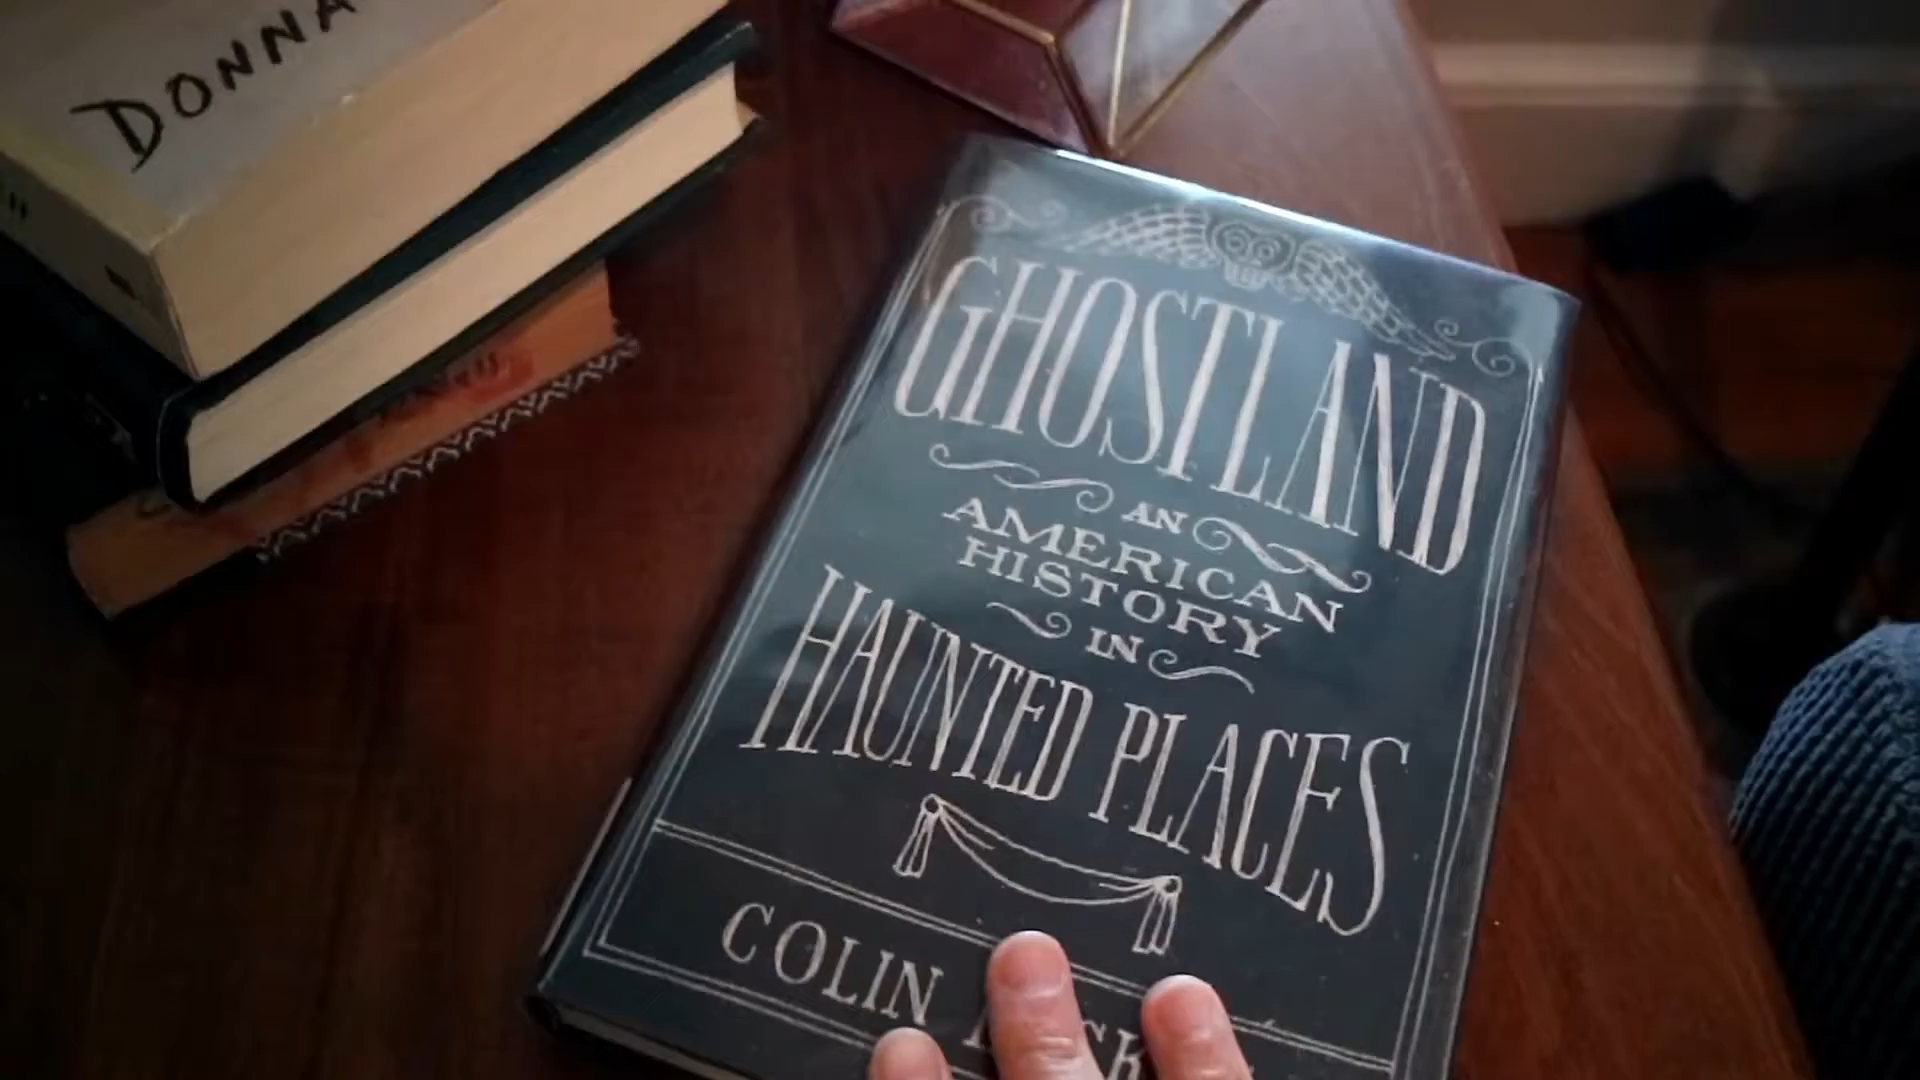 DONNA
GHOSTLAND
AN
AMERICAN
HISTORY
IN
HAUNTED PLACES
COLIN